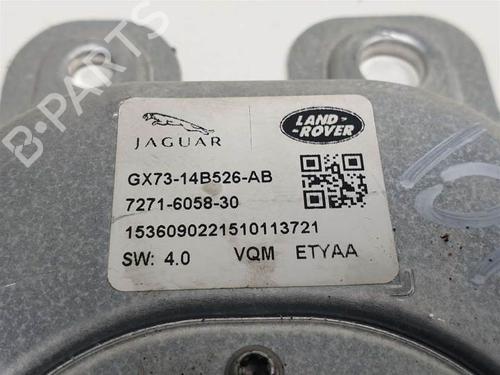 B-PARTS
JAGUAR
LAND ROVER
GX73-14B526-AB
7271-6058-30
1536090221510113721
SW: 4.0 VQM ETYAA